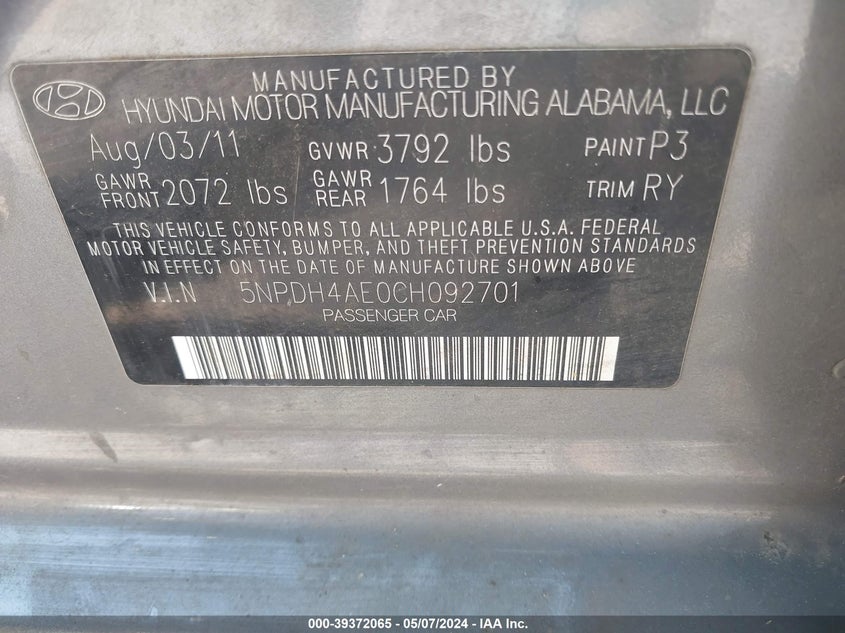 MANUFACTURED BY
HYUNDAI MOTOR MANUFACTURING ALABAMA, LLC
Aug/03/11 GVWR 3792 lbs PAINT P3
GAWR FRONT 2072 lbs GAWR REAR 1764 lbs TRIM RY
THIS VEHICLE CONFORMS TO ALL APPLICABLE U.S.A. FEDERAL
MOTOR VEHICLE SAFETY, BUMPER, AND THEFT PREVENTION STANDARDS
IN EFFECT ON THE DATE OF MANUFACTURE SHOWN ABOVE
V.I.N 5NPDH4AE0CH092701
PASSENGER CAR
000-39372065 - 05/07/2024 - IAA Inc.